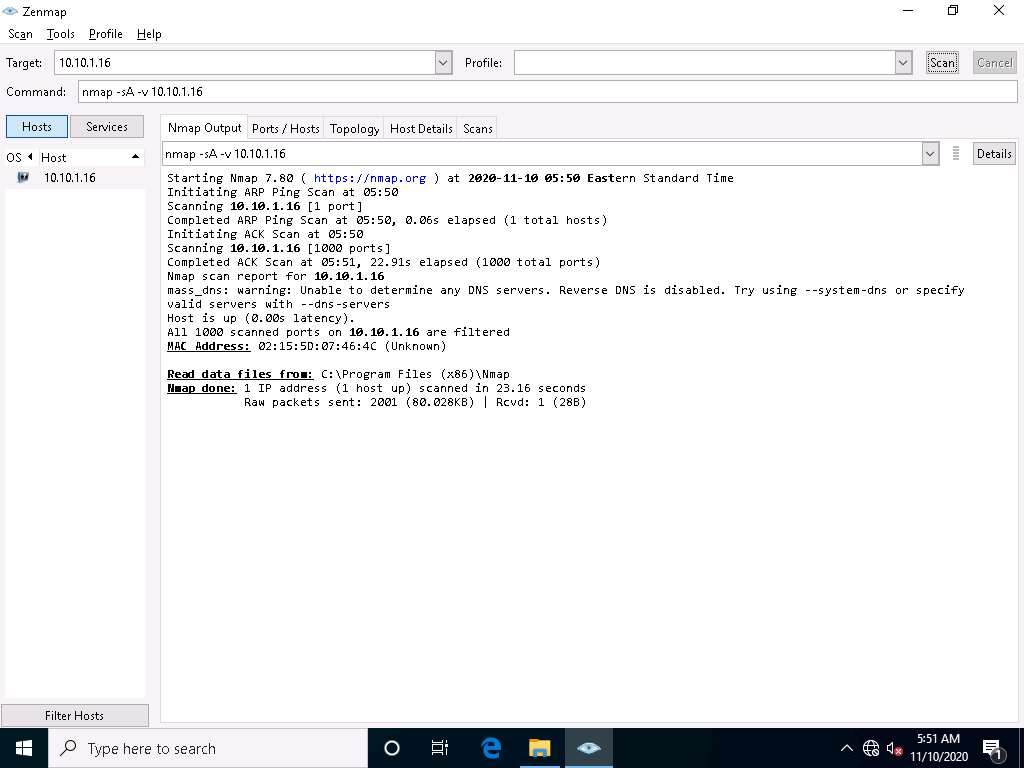 Zenmap
Scan Tools Profile Help
Target: 10.10.1.16 Profile: Scan Cancel
Command: nmap -sA -v 10.10.1.16
Hosts Services
Nmap Output Ports / Hosts Topology Host Details Scans
OS Host
nmap -sA -v 10.10.1.16 Details
10.10.1.16
Starting Nmap 7.80 ( https://nmap.org ) at 2020-11-10 05:50 Eastern Standard Time
Initiating ARP Ping Scan at 05:50
Scanning 10.10.1.16 [1 port]
Completed ARP Ping Scan at 05:50, 0.06s elapsed (1 total hosts)
Initiating ACK Scan at 05:50
Scanning 10.10.1.16 [1000 ports]
Completed ACK Scan at 05:51, 22.91s elapsed (1000 total ports)
Nmap scan report for 10.10.1.16
mass_dns: warning: Unable to determine any DNS servers. Reverse DNS is disabled. Try using --system-dns or specify
valid servers with --dns-servers
Host is up (0.00s latency).
All 1000 scanned ports on 10.10.1.16 are filtered
MAC Address: 02:15:5D:07:46:4C (Unknown)
Read data files from: C:\Program Files (x86)\Nmap
Nmap done: 1 IP address (1 host up) scanned in 23.16 seconds
Raw packets sent: 2001 (80.028KB) | Rcvd: 1 (28B)
Filter Hosts
Type here to search
5:51 AM
11/10/2020
1